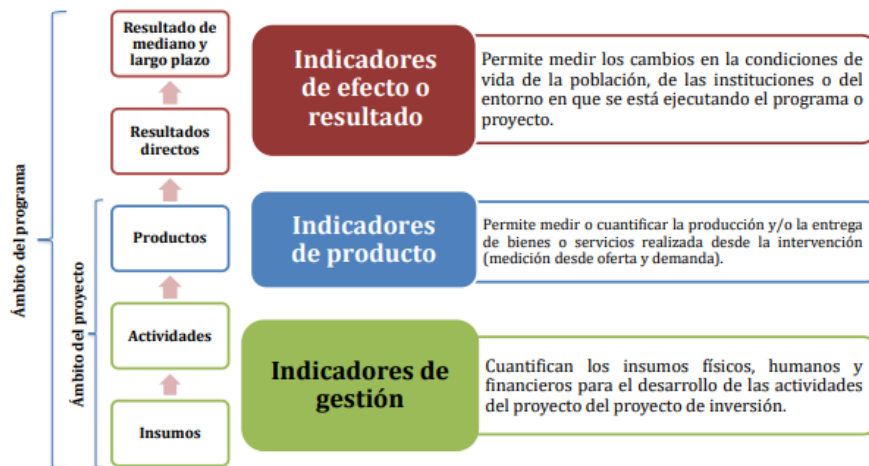 Ámbito del programa
Ámbito del proyecto
Resultado de
mediano y
largo plazo
Resultados
directos
Productos
Actividades
Insumos
Indicadores
de efecto o
resultado
Permite medir los cambios en la condiciones de
vida de la población, de las instituciones o del
entorno en que se está ejecutando el programa o
proyecto.
Indicadores
de producto
Permite medir o cuantificar la producción y/o la entrega
de bienes o servicios realizada desde la intervención
(medición desde oferta y demanda).
Indicadores de
gestión
Cuantifican los insumos físicos, humanos y
financieros para el desarrollo de las actividades
del proyecto del proyecto de inversión.